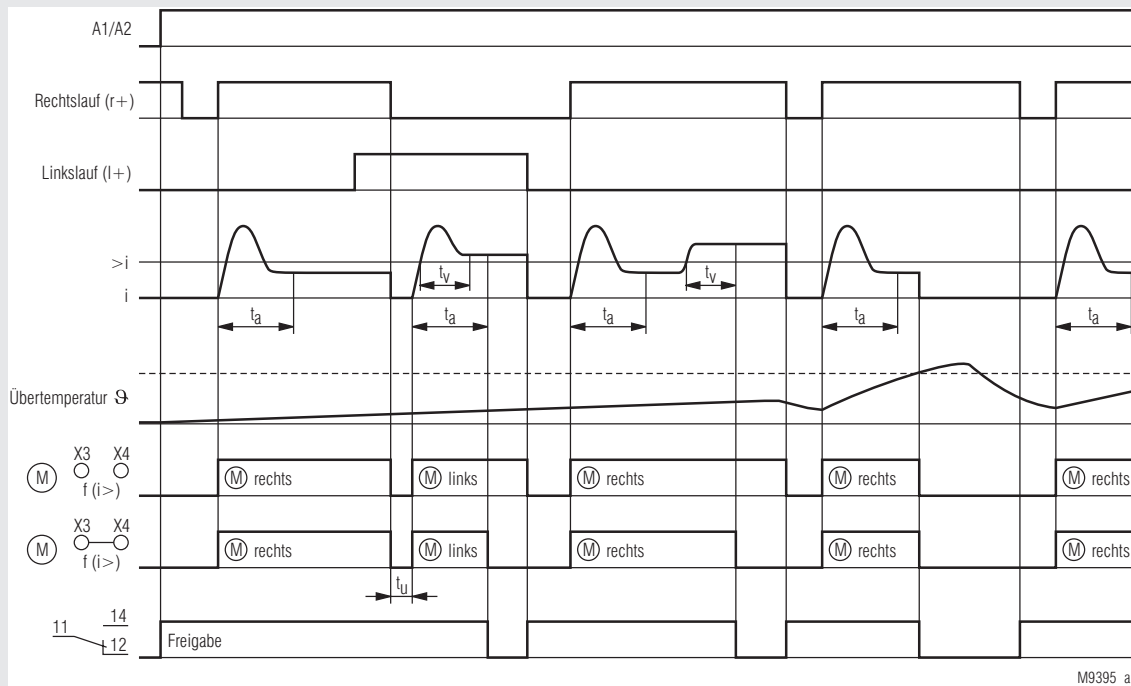 A1/A2
Rechtslauf (r+)
Linkslauf (l+)
>i
i
ta
tv
ta
ta
tv
ta
ta
Übertemperatur ϑ
X3 X4
M
f (i>)
M rechts
M links
M rechts
M rechts
M rechts
X3 X4
M
f (i>)
M rechts
M links
M rechts
M rechts
M rechts
tu
14
11
12
Freigabe
M9395_a